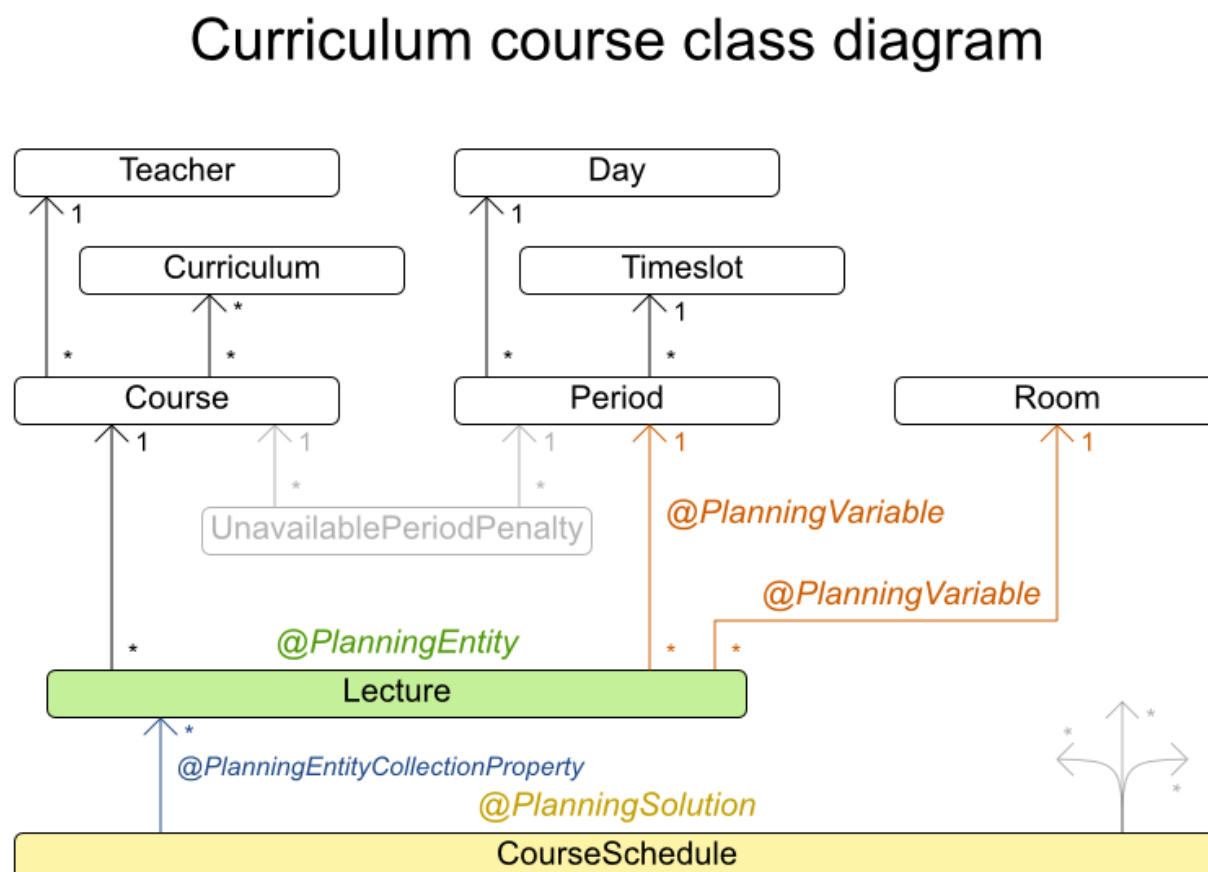 Curriculum course class diagram
Teacher
Day
1
1
Curriculum
Timeslot
*
1
*
*
*
*
Course
Period
Room
1
1
1
1
1
*
*
@PlanningVariable
UnavailablePeriodPenalty
@PlanningVariable
@PlanningEntity
*
*
*
Lecture
*
*
*
@PlanningEntityCollectionProperty
*
@PlanningSolution
CourseSchedule